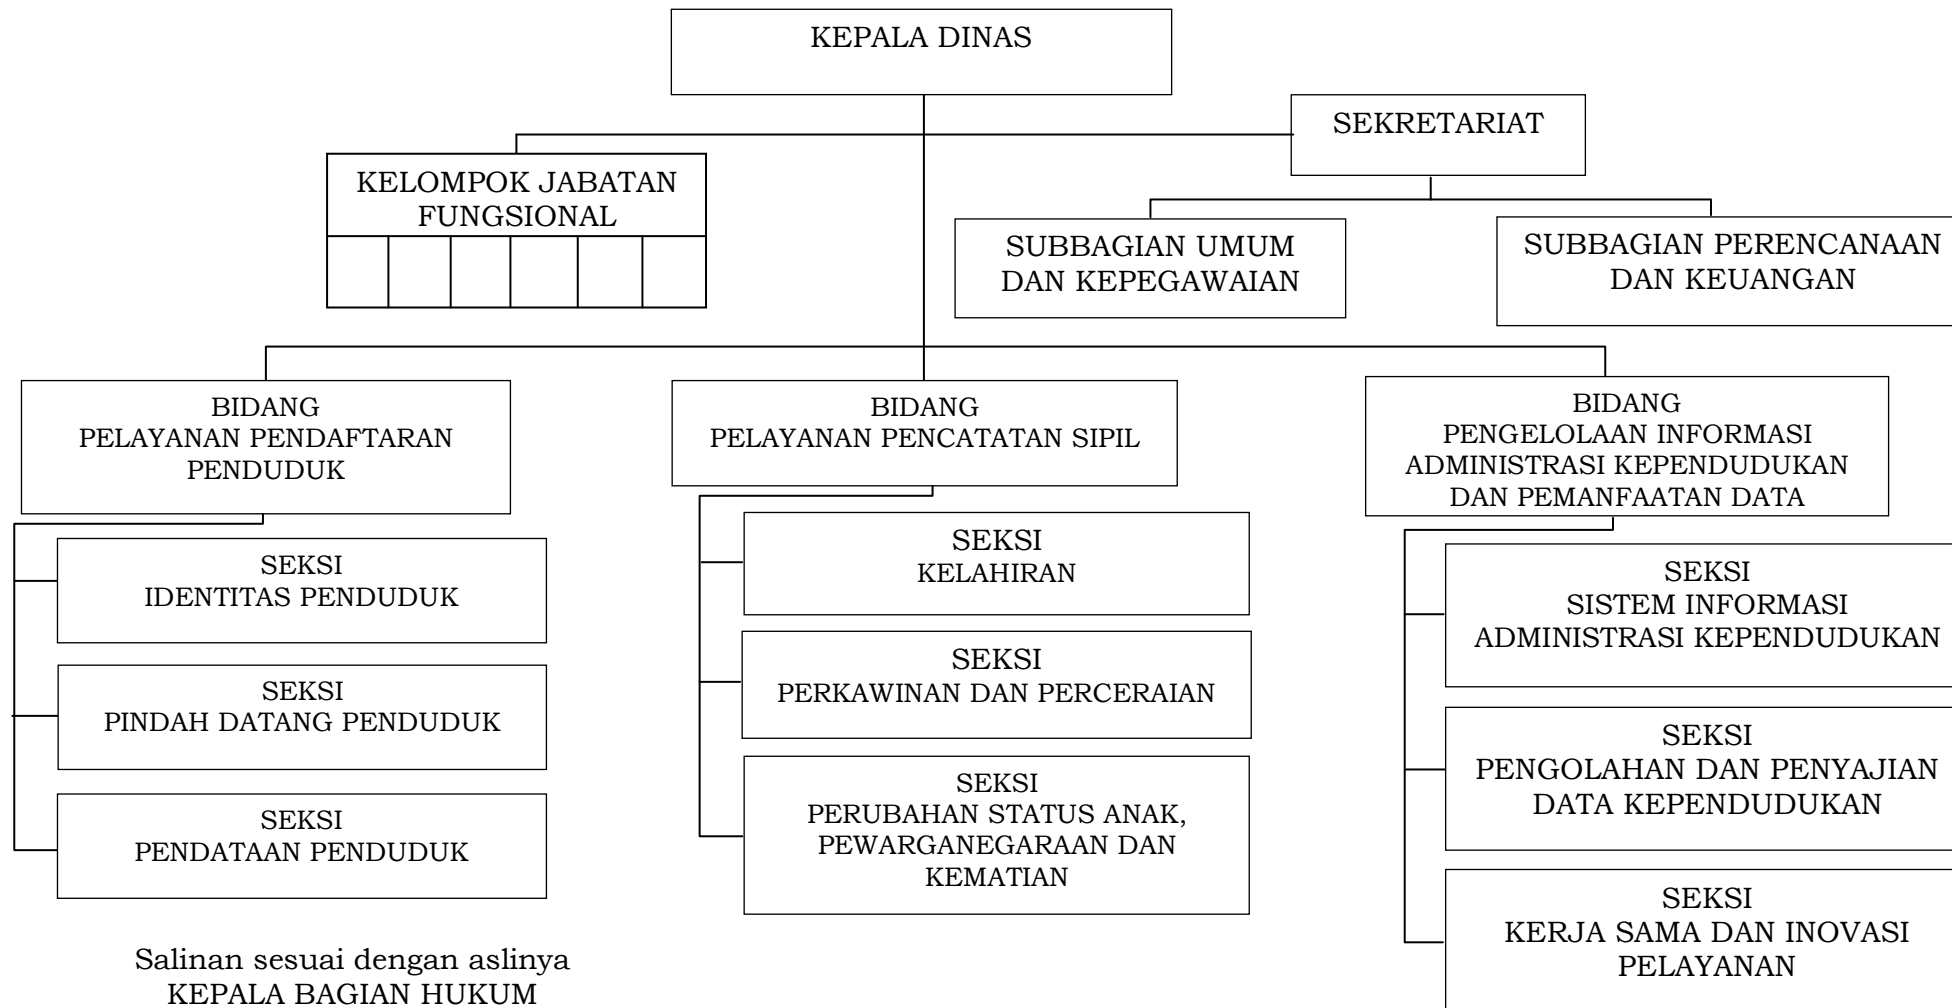 KEPALA DINAS
SEKRETARIAT
KELOMPOK JABATAN
FUNGSIONAL
SUBBAGIAN UMUM
DAN KEPEGAWAIAN
SUBBAGIAN PERENCANAAN
DAN KEUANGAN
BIDANG
PELAYANAN PENDAFTARAN
PENDUDUK
SEKSI
IDENTITAS PENDUDUK
SEKSI
PINDAH DATANG PENDUDUK
SEKSI
PENDATAAN PENDUDUK
BIDANG
PELAYANAN PENCATATAN SIPIL
SEKSI
KELAHIRAN
SEKSI
PERKAWINAN DAN PERCERAIAN
SEKSI
PERUBAHAN STATUS ANAK,
PEWARGANEGARAAN DAN
KEMATIAN
BIDANG
PENGELOLAAN INFORMASI
ADMINISTRASI KEPENDUDUKAN
DAN PEMANFAATAN DATA
SEKSI
SISTEM INFORMASI
ADMINISTRASI KEPENDUDUKAN
SEKSI
PENGOLAHAN DAN PENYAJIAN
DATA KEPENDUDUKAN
SEKSI
KERJA SAMA DAN INOVASI
PELAYANAN
Salinan sesuai dengan aslinya
KEPALA BAGIAN HUKUM